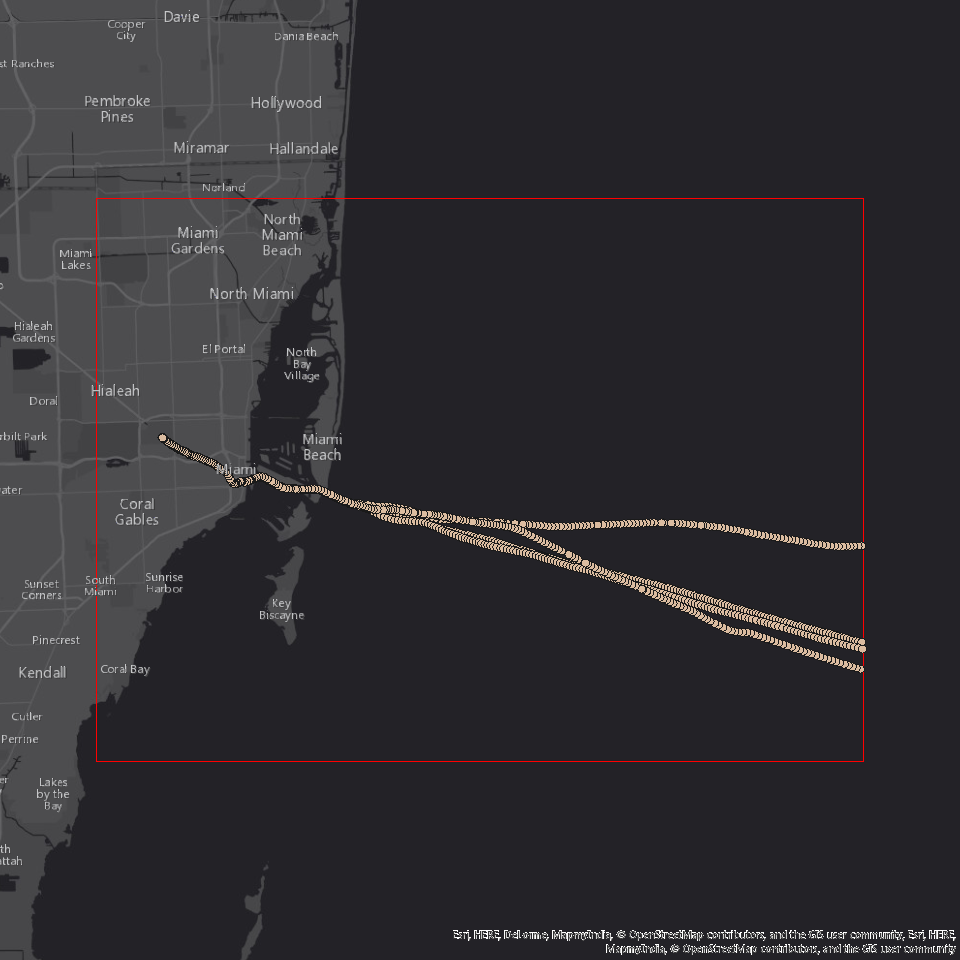 Davie
Cooper
City
Dania Beach
st Ranches
Pembroke
Pines
Hollywood
Miramar
Hallandale
Norland
North
Miami
Beach
Miami
Gardens
Miami
Lakes
North Miami
Hialeah
Gardens
El Portal
North
Bay
Village
Hialeah
Doral
rbilt Park
Miami
Beach
Miami
ater
Coral
Gables
Sunset
Corners
South
Miami
Sunrise
Harbor
Key
Biscayne
Pinecrest
Kendall
Coral Bay
Cutler
Perrine
er
Lakes
by the
Bay
th
attah
Esri, HERE, DeLorme, MapmyIndia, © OpenStreetMap contributors, and the GIS user community, Esri, HERE,
MapmyIndia, © OpenStreetMap contributors, and the GIS user community